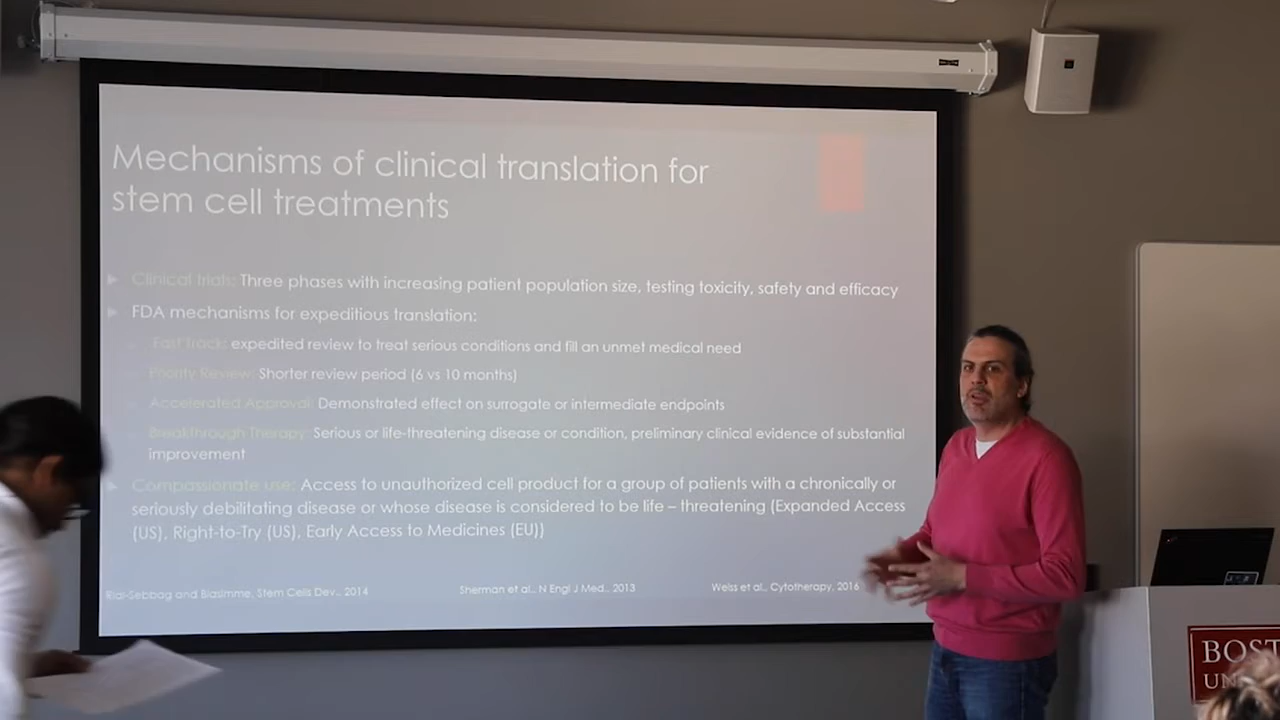 Mechanisms of clinical translation for
stem cell treatments
Clinical trials: Three phases with increasing patient population size, testing toxicity, safety and efficacy
FDA mechanisms for expeditious translation:
Fast Track: expedited review to treat serious conditions and fill an unmet medical need
Priority Review: Shorter review period (6 vs 10 months)
Accelerated Approval: Demonstrated effect on surrogate or intermediate endpoints
Breakthrough Therapy: Serious or life-threatening disease or condition, preliminary clinical evidence of substantial
improvement
Compassionate use: Access to unauthorized cell product for a group of patients with a chronically or
seriously debilitating disease or whose disease is considered to be life – threatening (Expanded Access
(US), Right-to-Try (US), Early Access to Medicines (EU))
Rial-Sebbag and Blasimme, Stem Cells Dev., 2014 Sherman et al., N Engl J Med., 2013 Weiss et al., Cytotherapy, 2016
BOST
UN